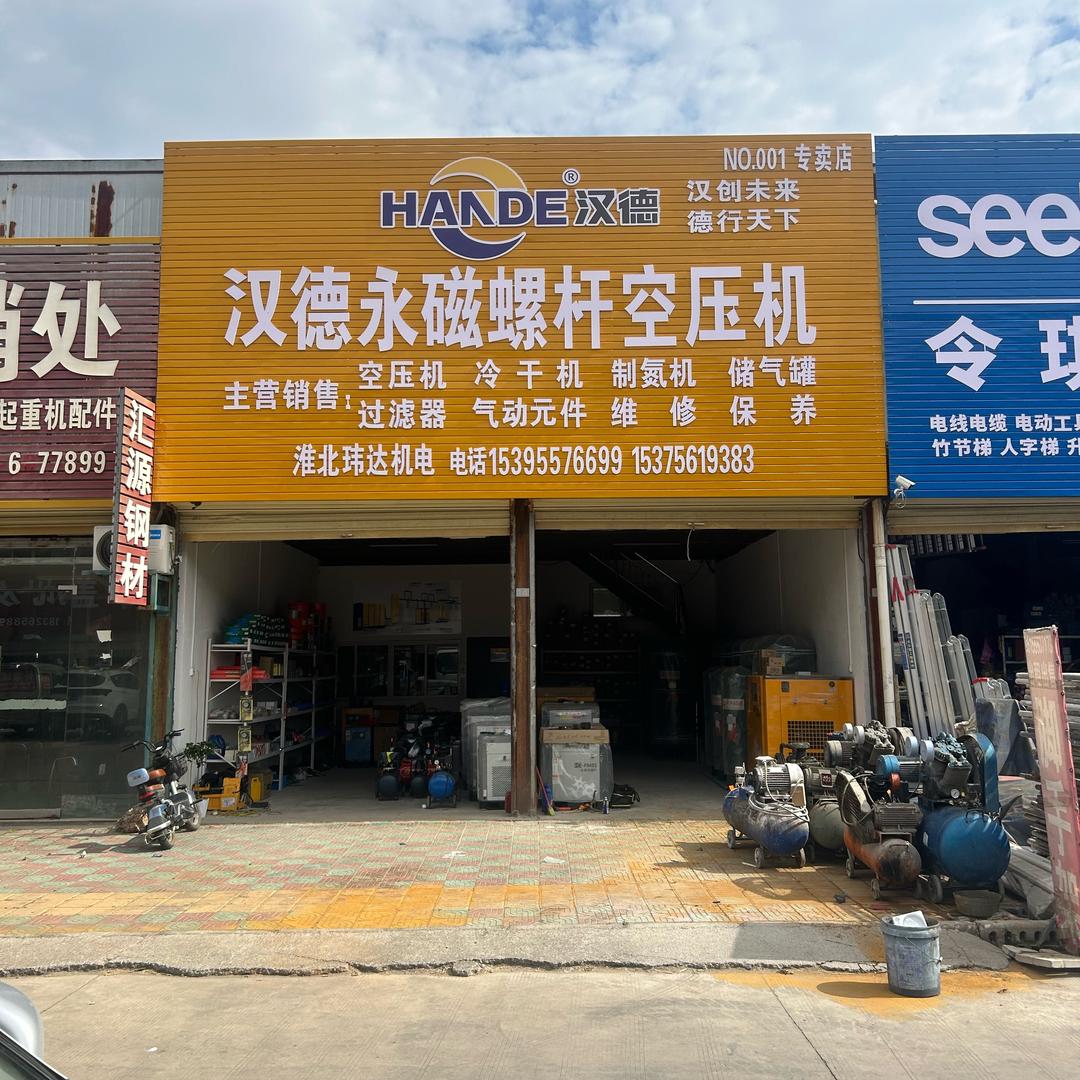 NO.001 专卖店
HANDE®汉德
汉创未来
德行天下
汉德永磁螺杆空压机
主营销售:
空压机 冷干机 制氮机 储气罐
过滤器 气动元件 维修 保养
淮北玮达机电 电话15395576699 15375619383
销处
起重机配件
6 77899
汇源钢材
see
令
电线电缆 电动工具
竹节梯 人字梯 升